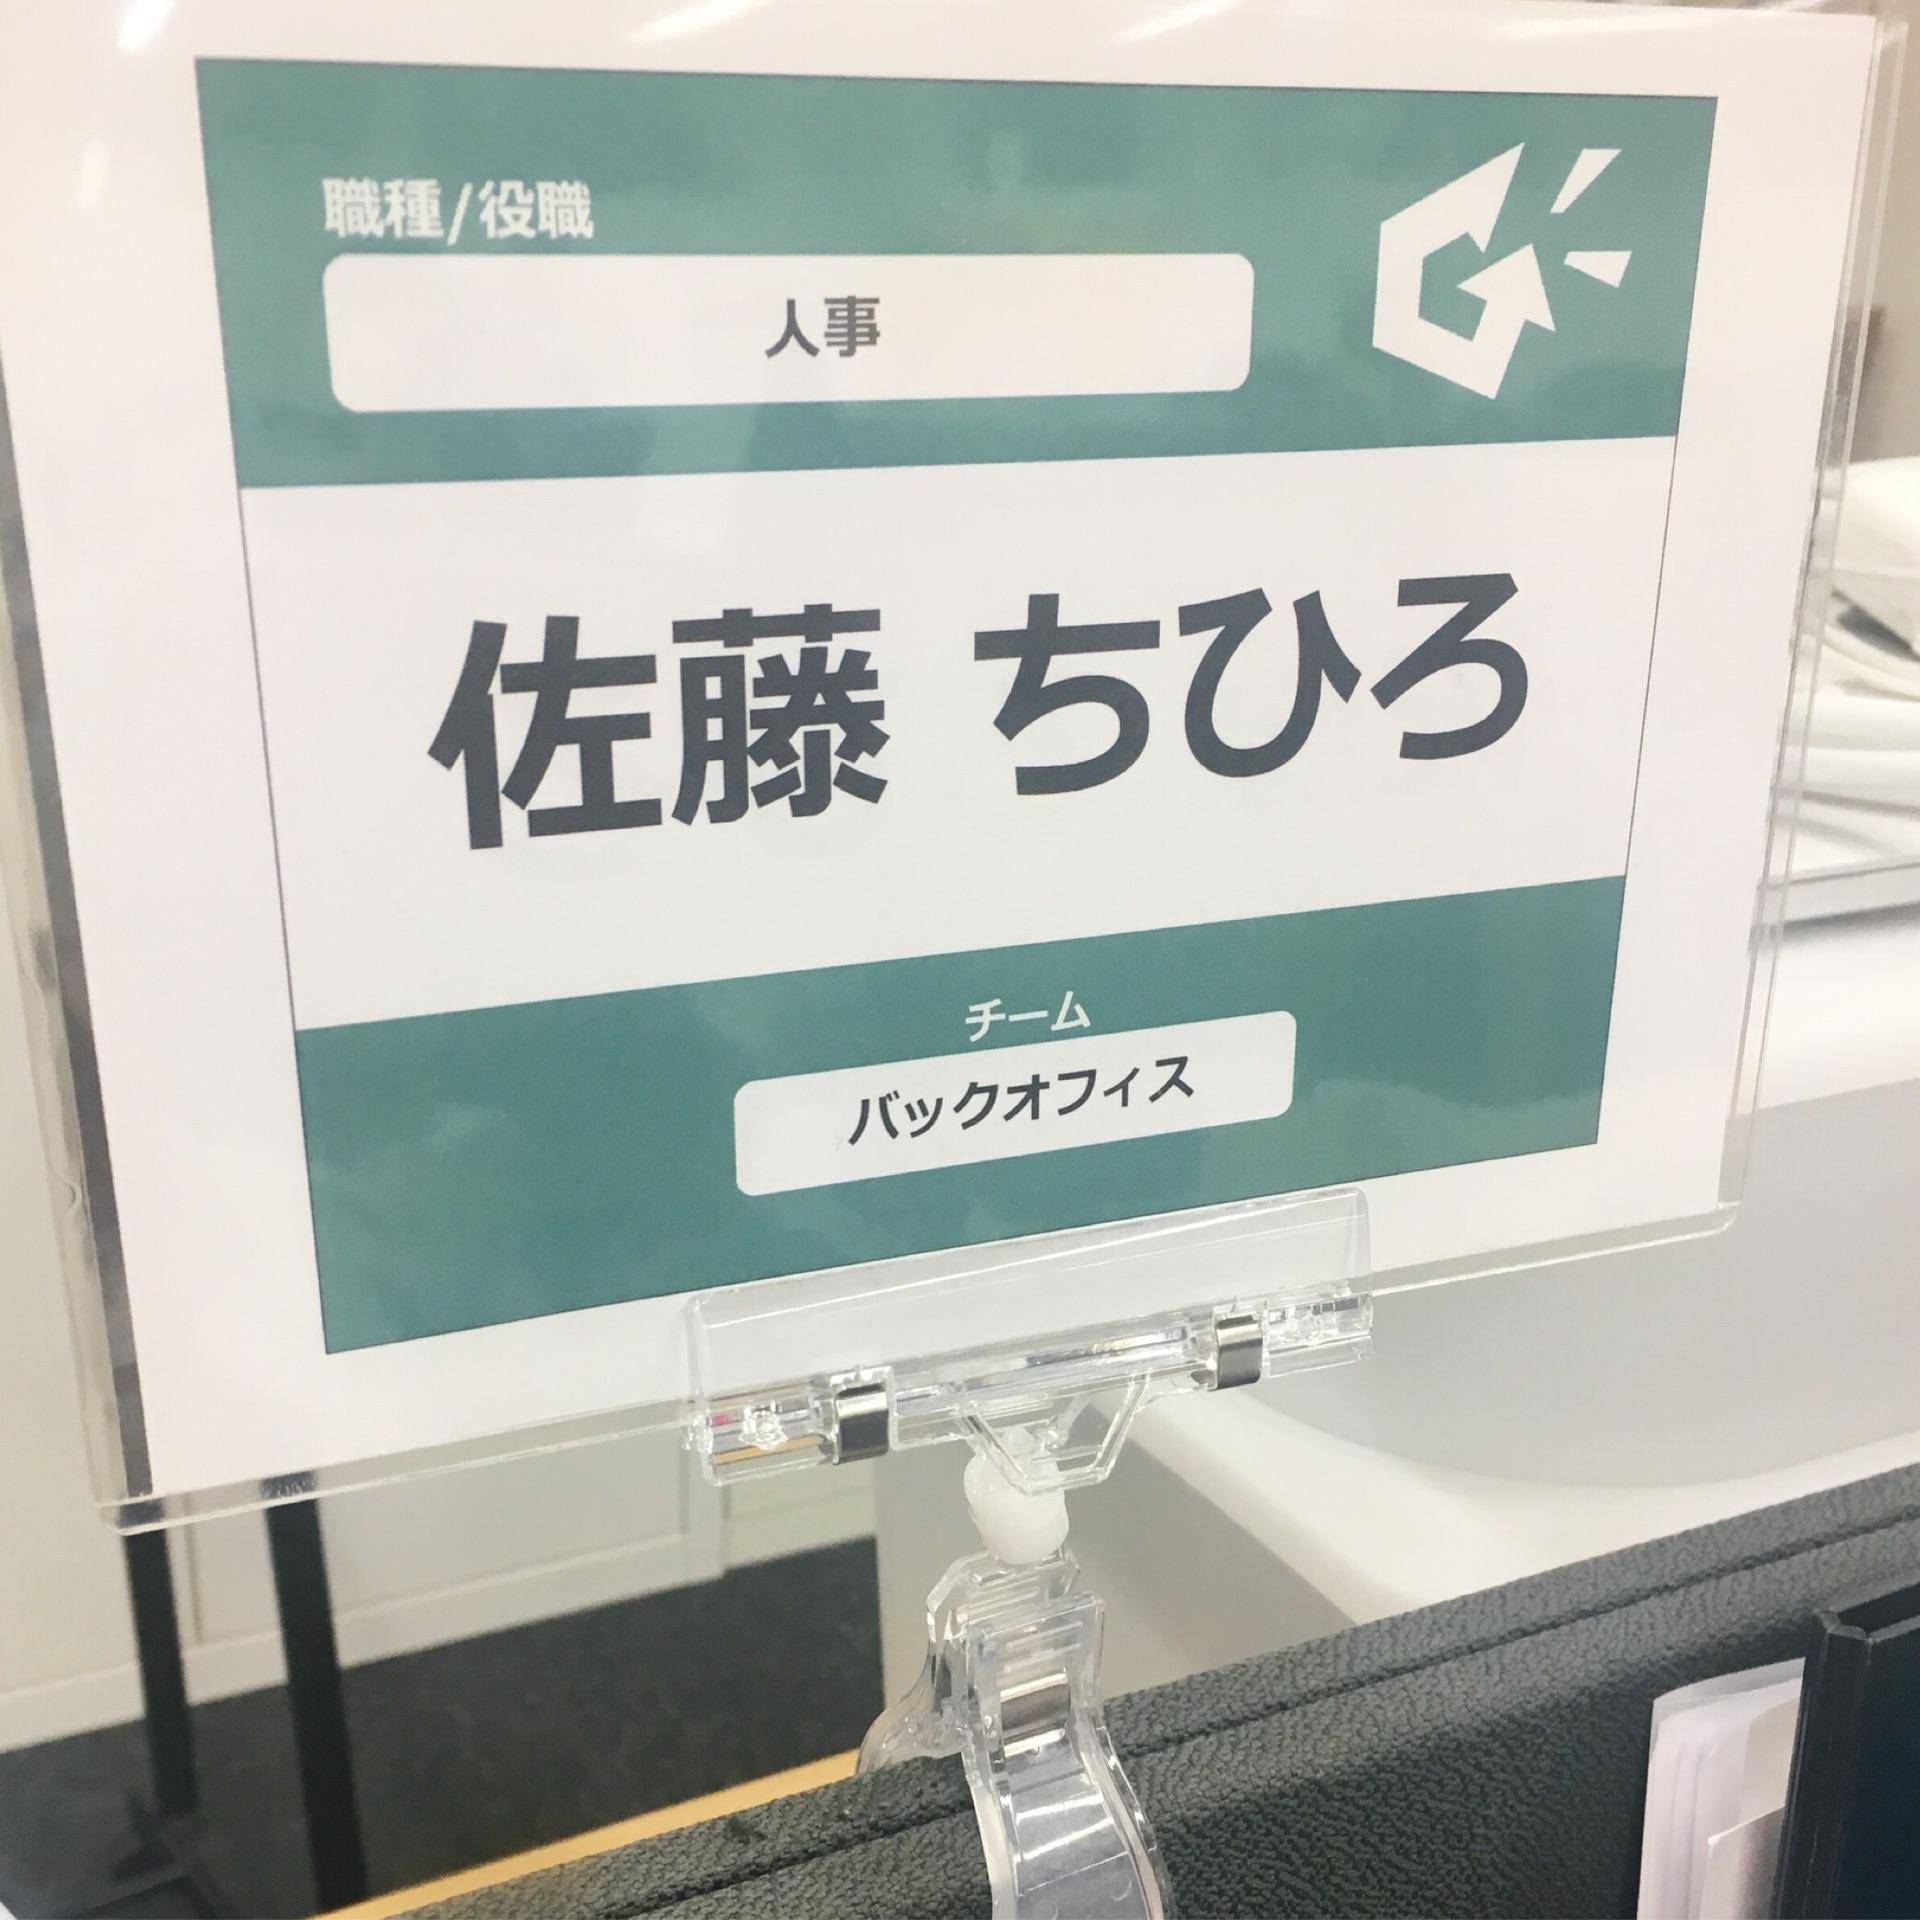 職種/役職
人事
佐藤 ちひろ
チーム
バックオフィス